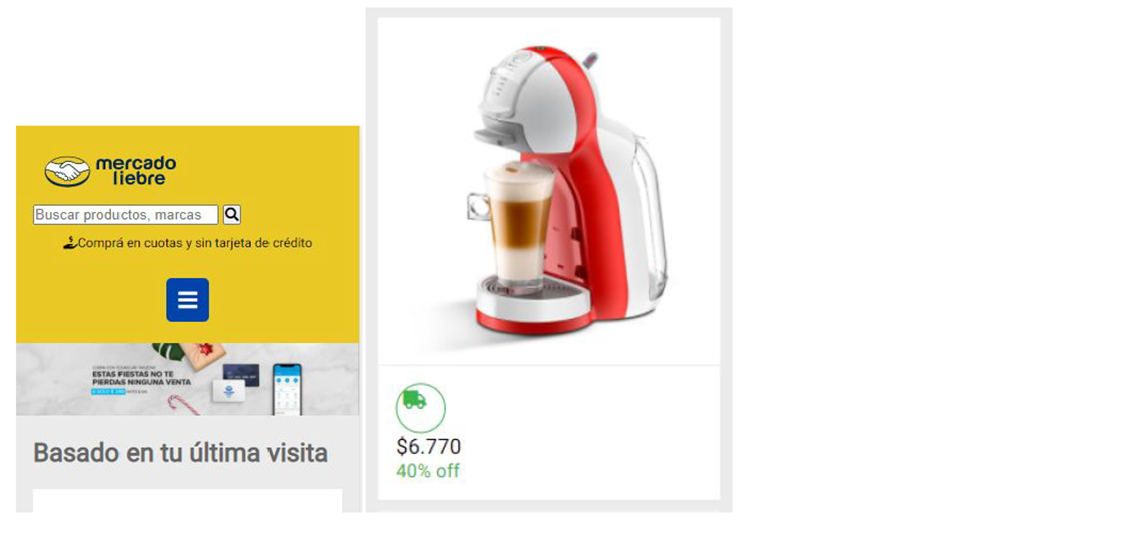 mercado
liebre
Buscar productos, marcas
Comprá en cuotas y sin tarjeta de crédito
ESTAS FIESTAS NO TE
PIERDAS NINGUNA VENTA
Basado en tu última visita
$6.770
40% off